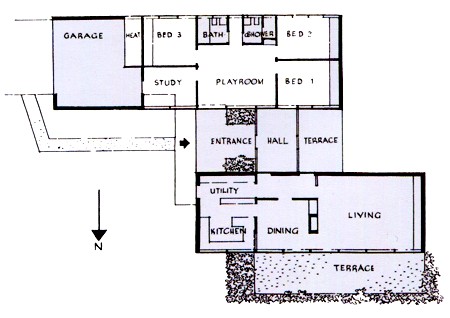 GARAGE
HEAT
BED 3
BATH
SHOWER
BED 2
STUDY
PLAYROOM
BED 1
ENTRANCE
HALL
TERRACE
UTILITY
KITCHEN
DINING
LIVING
TERRACE
N